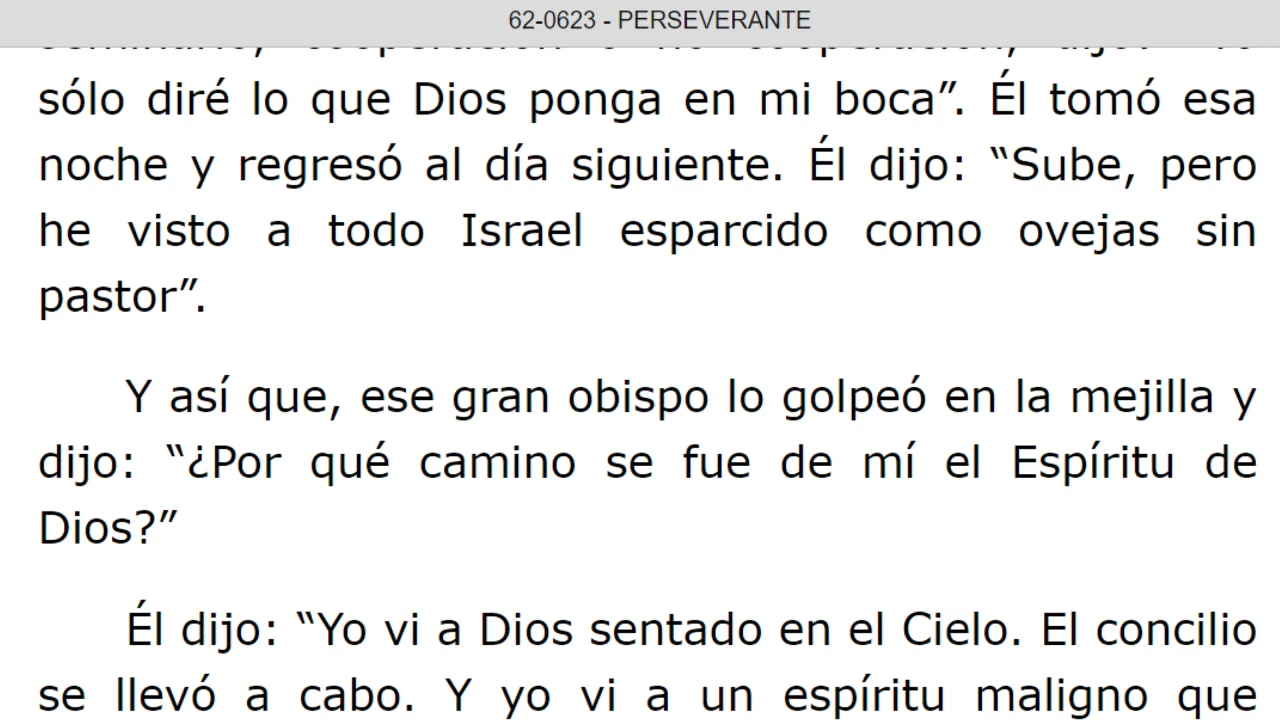 62-0623 - PERSEVERANTE
sólo diré lo que Dios ponga en mi boca”. Él tomó esa
noche y regresó al día siguiente. Él dijo: “Sube, pero
he visto a todo Israel esparcido como ovejas sin
pastor”.
Y así que, ese gran obispo lo golpeó en la mejilla y
dijo: “¿Por qué camino se fue de mí el Espíritu de
Dios?”
Él dijo: “Yo vi a Dios sentado en el Cielo. El concilio
se llevó a cabo. Y yo vi a un espíritu maligno que